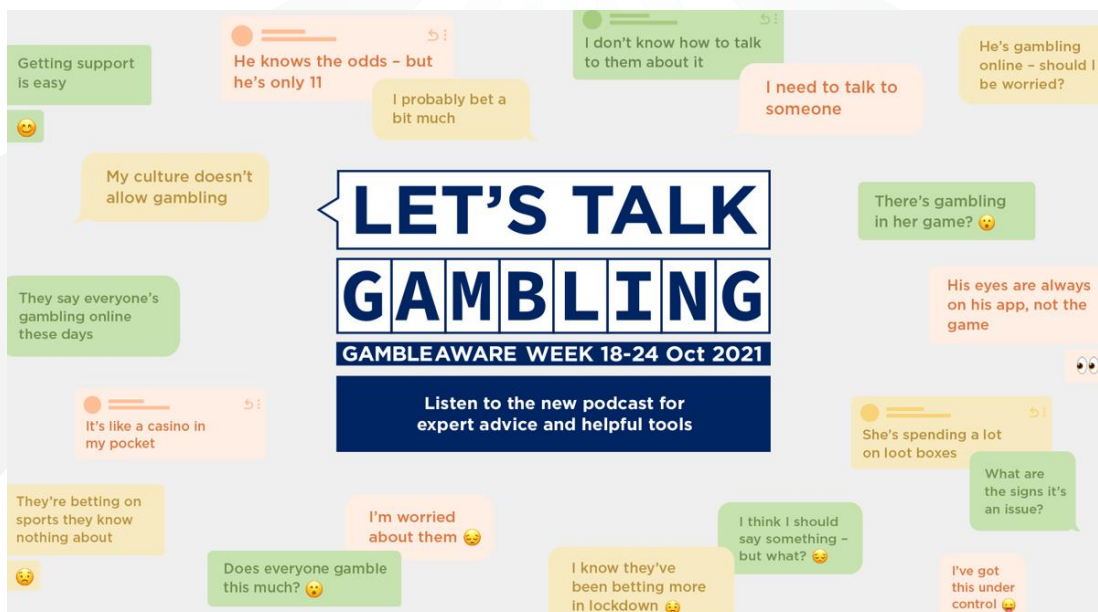 Getting support
is easy
He knows the odds – but
he's only 11
I probably bet a
bit much
I don't know how to talk
to them about it
I need to talk to
someone
He's gambling
online – should I
be worried?
My culture doesn't
allow gambling
LET'S TALK
GAMBLING
GAMBLEAWARE WEEK 18-24 Oct 2021
Listen to the new podcast for
expert advice and helpful tools
There's gambling
in her game? 😮
They say everyone's
gambling online
these days
His eyes are always
on his app, not the
game
It's like a casino in
my pocket
She's spending a lot
on loot boxes
What are
the signs it's
an issue?
They're betting on
sports they know
nothing about
I'm worried
about them 😔
I think I should
say something –
but what? 😔
Does everyone gamble
this much? 😮
I know they've
been betting more
in lockdown 😔
I've got
this under
control 😛